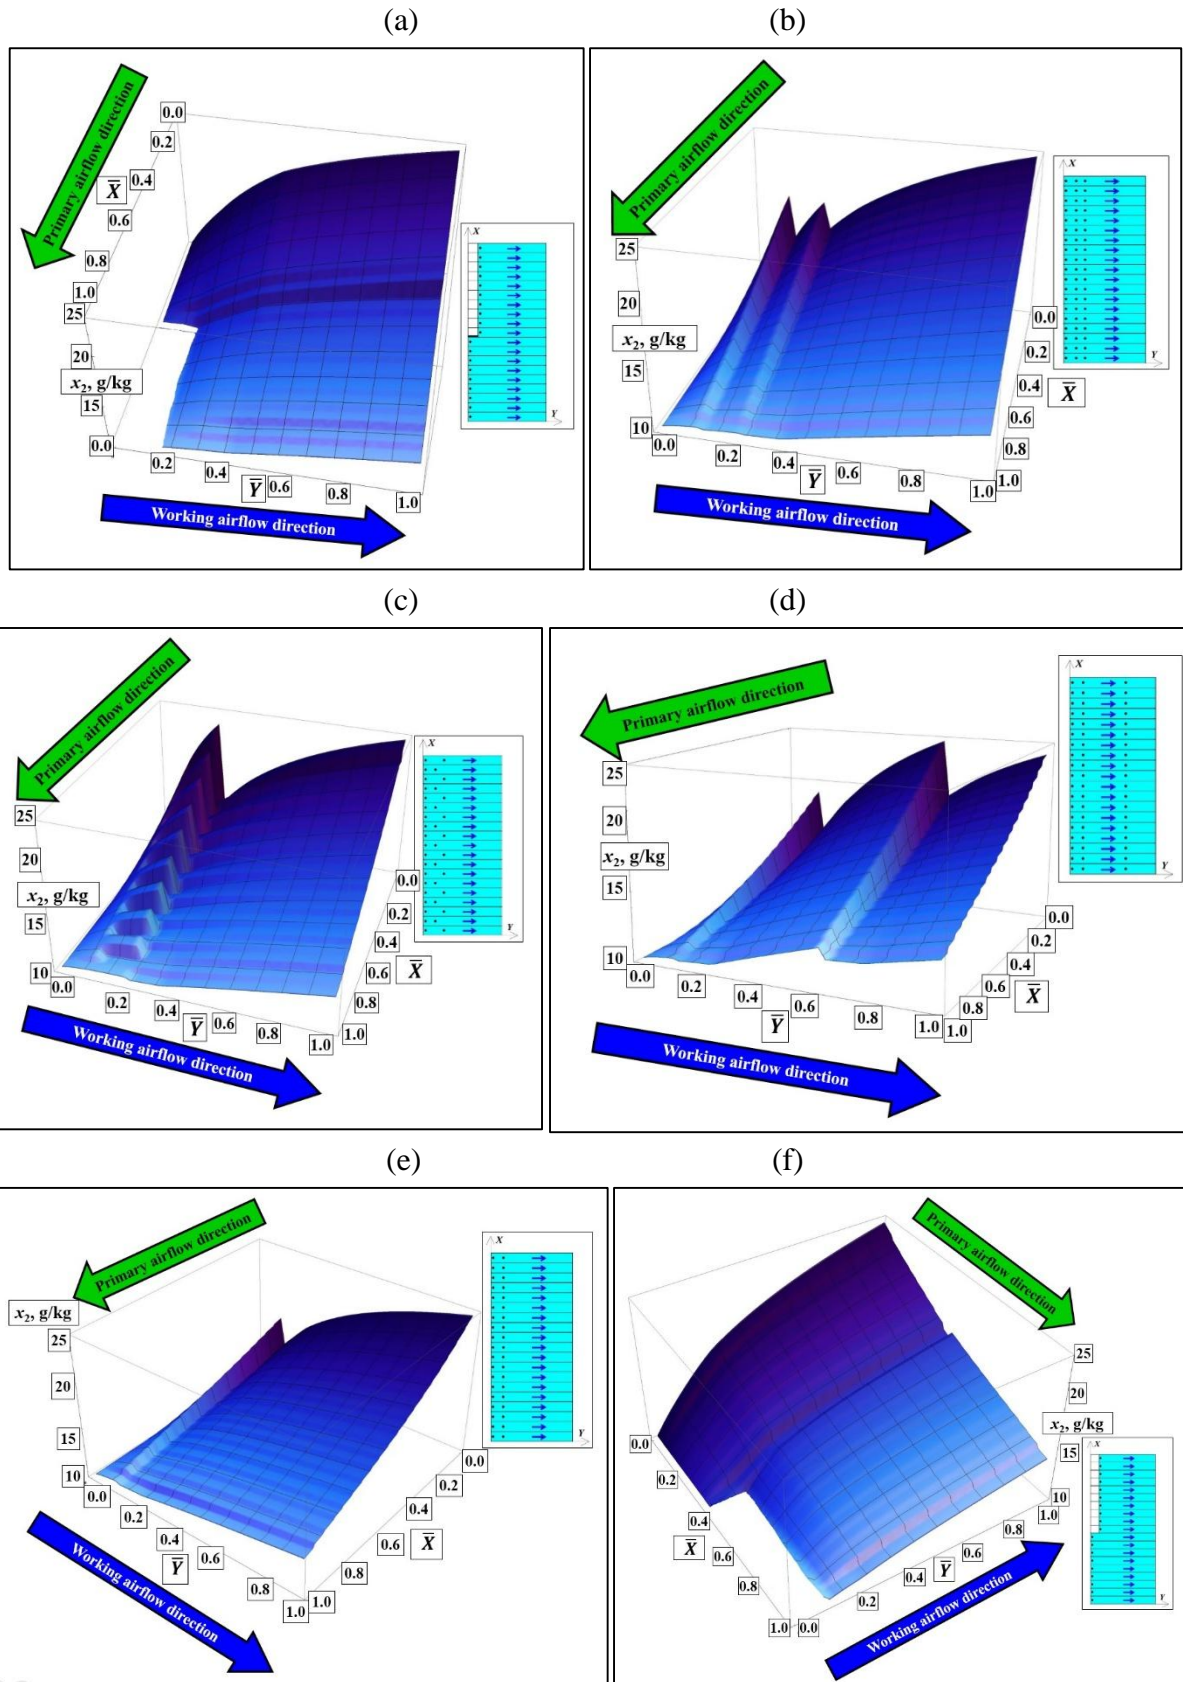 (a)
(b)
Primary airflow direction
0.0
0.2
X̅
0.4
0.6
0.8
1.0
25
20
x₂, g/kg
15
0.0
0.2
0.4
Y̅
0.6
0.8
1.0
Working airflow direction
X
Y
Primary airflow direction
25
20
x₂, g/kg
15
10
0.0
0.2
0.4
Y̅
0.6
0.8
1.0
1.0
0.8
0.6
X̅
0.4
0.2
0.0
Working airflow direction
X
Y
(c)
(d)
Primary airflow direction
25
20
x₂, g/kg
15
10
0.0
0.2
0.4
Y̅
0.6
0.8
1.0
1.0
0.8
0.6
X̅
0.4
0.2
0.0
Working airflow direction
X
Y
Primary airflow direction
25
20
x₂, g/kg
15
10
0.0
0.2
0.4
Y̅
0.6
0.8
1.0
1.0
0.8
0.6
X̅
0.4
0.2
0.0
Working airflow direction
X
Y
(e)
(f)
Primary airflow direction
x₂, g/kg
25
20
15
10
0.0
0.2
0.4
Y̅
0.6
0.8
1.0
1.0
0.8
0.6
X̅
0.4
0.2
0.0
Working airflow direction
X
Y
Primary airflow direction
25
20
x₂, g/kg
15
10
0.0
0.2
0.4
X̅
0.6
0.8
1.0
0.0
0.2
0.4
Y̅
0.6
0.8
1.0
Working airflow direction
X
Y